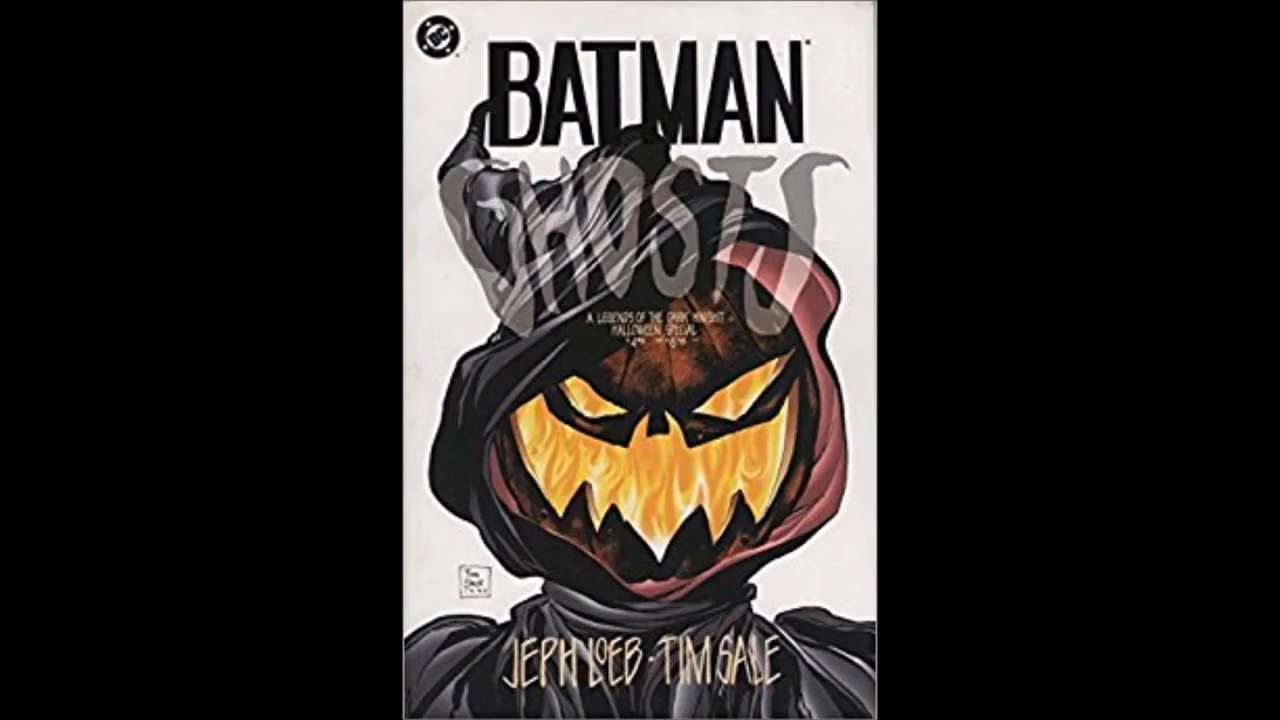 DC
BATMAN
GHOSTS
A LEGENDS OF THE DARK KNIGHT
HALLOWEEN SPECIAL
JEPH LOEB · TIM SALE